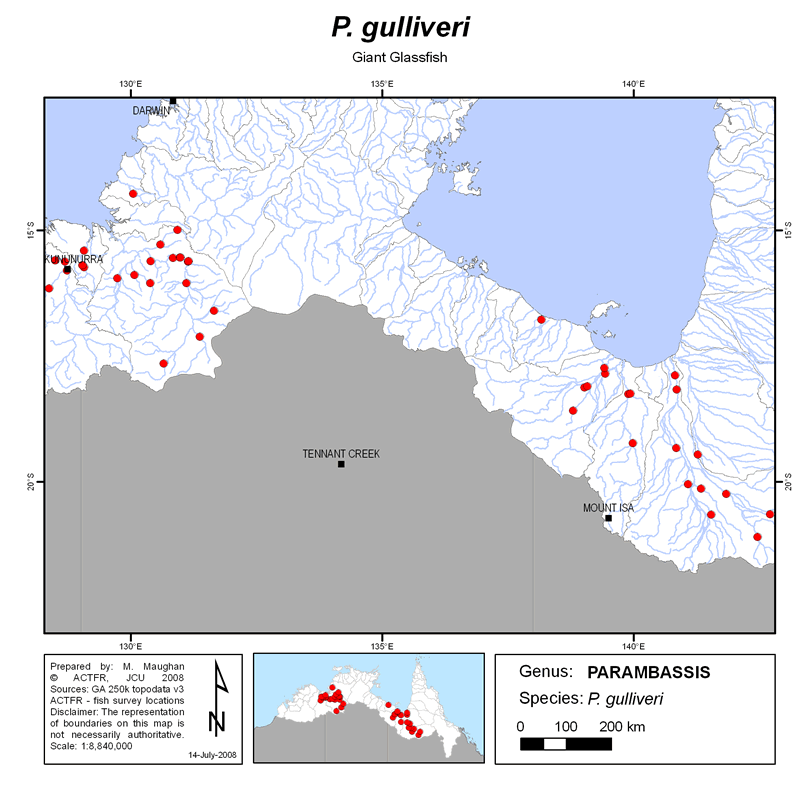 P. gulliveri
Giant Glassfish
130°E 135°E 140°E
DARWIN
15°S 15°S
KUNUNURRA
TENNANT CREEK
20°S 20°S
MOUNT ISA
130°E 135°E 140°E
Prepared by: M. Maughan
© ACTFR, JCU 2008
Sources: GA 250k topodata v3
ACTFR - fish survey locations
Disclaimer: The representation
of boundaries on this map is
not necessarily authoritative.
Scale: 1:8,840,000
N
14-July-2008
Genus: PARAMBASSIS
Species: P. gulliveri
0 100 200 km